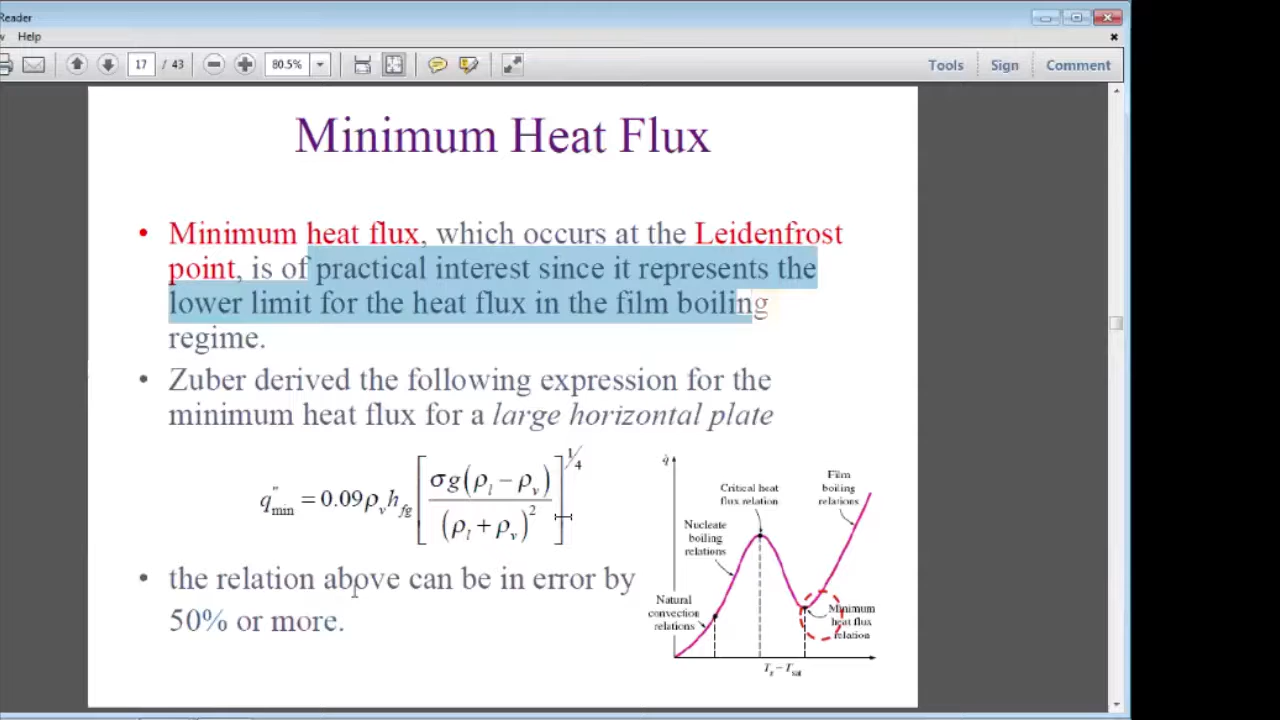 Reader
Help
17 / 43
80.5%
Tools
Sign
Comment
Minimum Heat Flux
• Minimum heat flux, which occurs at the Leidenfrost
point, is of practical interest since it represents the
lower limit for the heat flux in the film boiling
regime.
• Zuber derived the following expression for the
minimum heat flux for a large horizontal plate
q"min = 0.09ρv hfg [ σg(ρl − ρv) / (ρl + ρv)² ]^1/4
• the relation above can be in error by
50% or more.
q̇
Critical heat
flux relation
Film
boiling
relations
Nucleate
boiling
relations
Natural
convection
relations
Minimum
heat flux
relation
Ts − Tsat